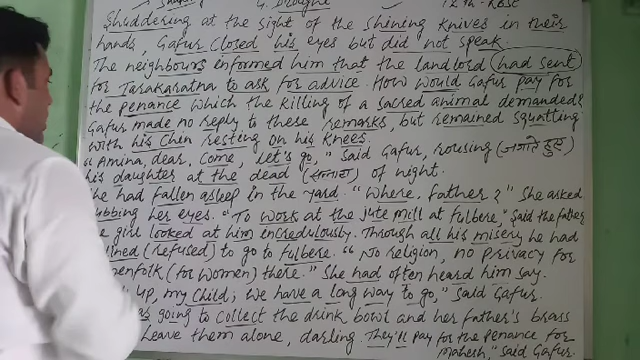 G. Drought 12th RBSE
Shuddering at the sight of the shining knives in their
hands, Gafur closed his eyes but did not speak.
The neighbours informed him that the landlord (had sent)
for Tarakaratna to ask for advice. How would Gafur pay for
the penance which the killing of a sacred animal demanded?
Gafur made no reply to these remarks, but remained squatting
with his chin resting on his knees.
"Amina, dear, come, let's go," said Gafur, rousing (जगाते हुए)
his daughter at the dead of night.
he had fallen asleep in the yard. "Where, father?" She asked
ubbing her eyes. "To work at the jute mill at fulbere," said the father
e girl looked at him incredulously. Through all his misery he had
lined (refused) to go to fulbere. "No religion, no privacy for
menfolk (for women) there." She had often heard him say.
up, my child; we have a long way to go," said Gafur.
as going to collect the drink bowl and her father's brass
Leave them alone, darling. They'll pay for the penance for
Mahesh," said Gafur.